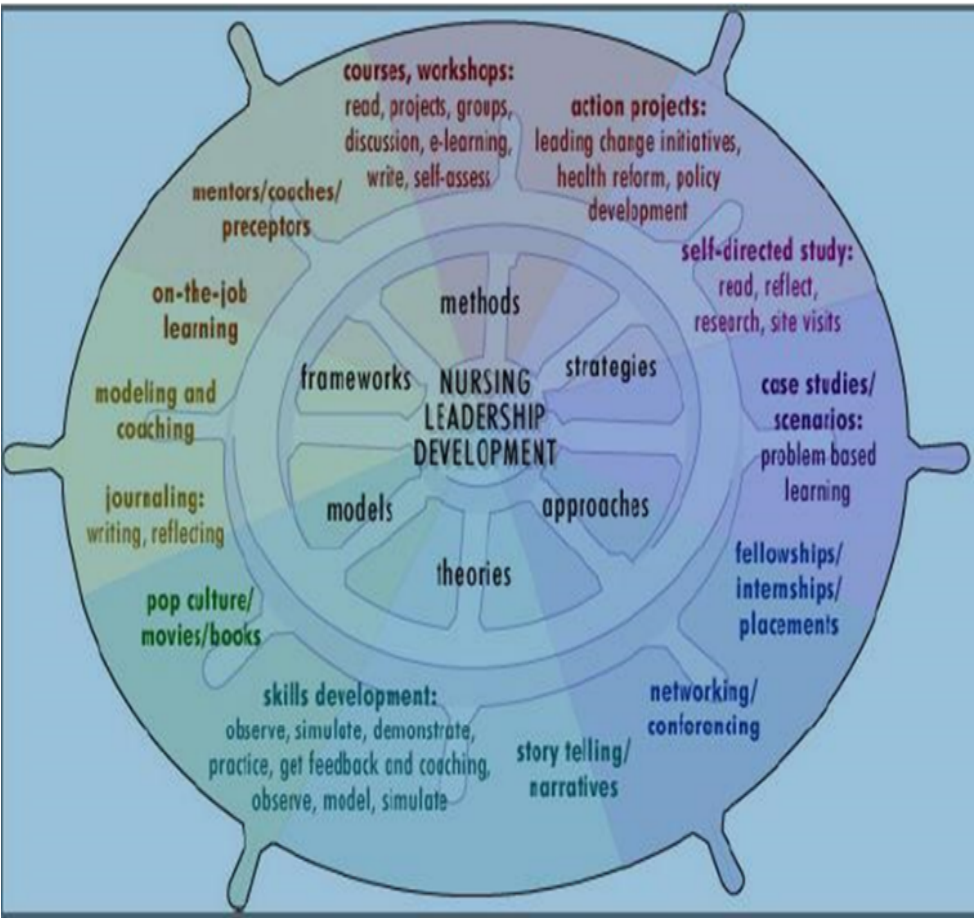 courses, workshops:
read, projects, groups,
discussion, e-learning,
write, self-assess
action projects:
leading change initiatives,
health reform, policy
development
self-directed study:
read, reflect,
research, site visits
case studies/
scenarios:
problem based
learning
fellowships/
internships/
placements
networking/
conferencing
story telling/
narratives
skills development:
observe, simulate, demonstrate,
practice, get feedback and coaching,
observe, model, simulate
pop culture/
movies/books
journaling:
writing, reflecting
modeling and
coaching
on-the-job
learning
mentors/coaches/
preceptors
methods
strategies
approaches
theories
models
frameworks
NURSING
LEADERSHIP
DEVELOPMENT